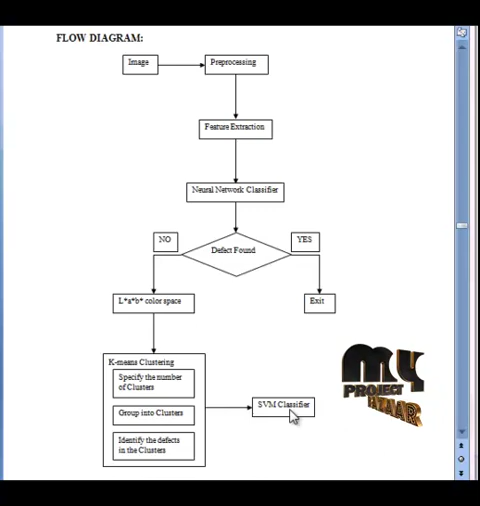 FLOW DIAGRAM:
Image
Preprocessing
Feature Extraction
Neural Network Classifier
NO
YES
Defect Found
L*a*b* color space
Exit
K-means Clustering
Specify the number
of Clusters
Group into Clusters
Identify the defects
in the Clusters
SVM Classifier
MY
PROJECT
BAZAAR